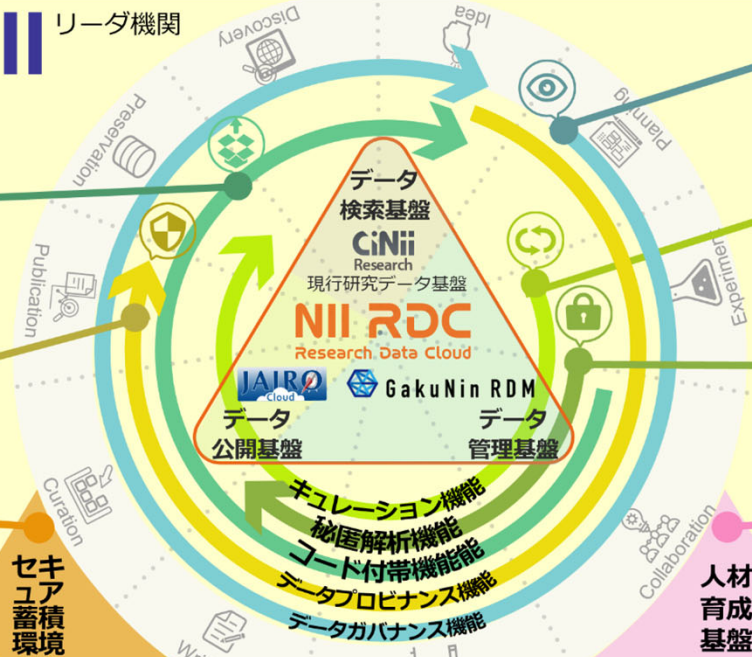 II リーダ機関
Discovery
Idea
Preservation
Planning
Publication
Experiment
データ
検索基盤
CiNii
Research
現行研究データ基盤
NII RDC
Research Data Cloud
JAIRO
Cloud
GakuNin RDM
データ
公開基盤
データ
管理基盤
Curation
Collaboration
キュレーション機能
秘匿解析機能
コード付帯機能能
データプロビナンス機能
データガバナンス機能
セキ
ュア
蓄積
環境
人材
育成
基盤